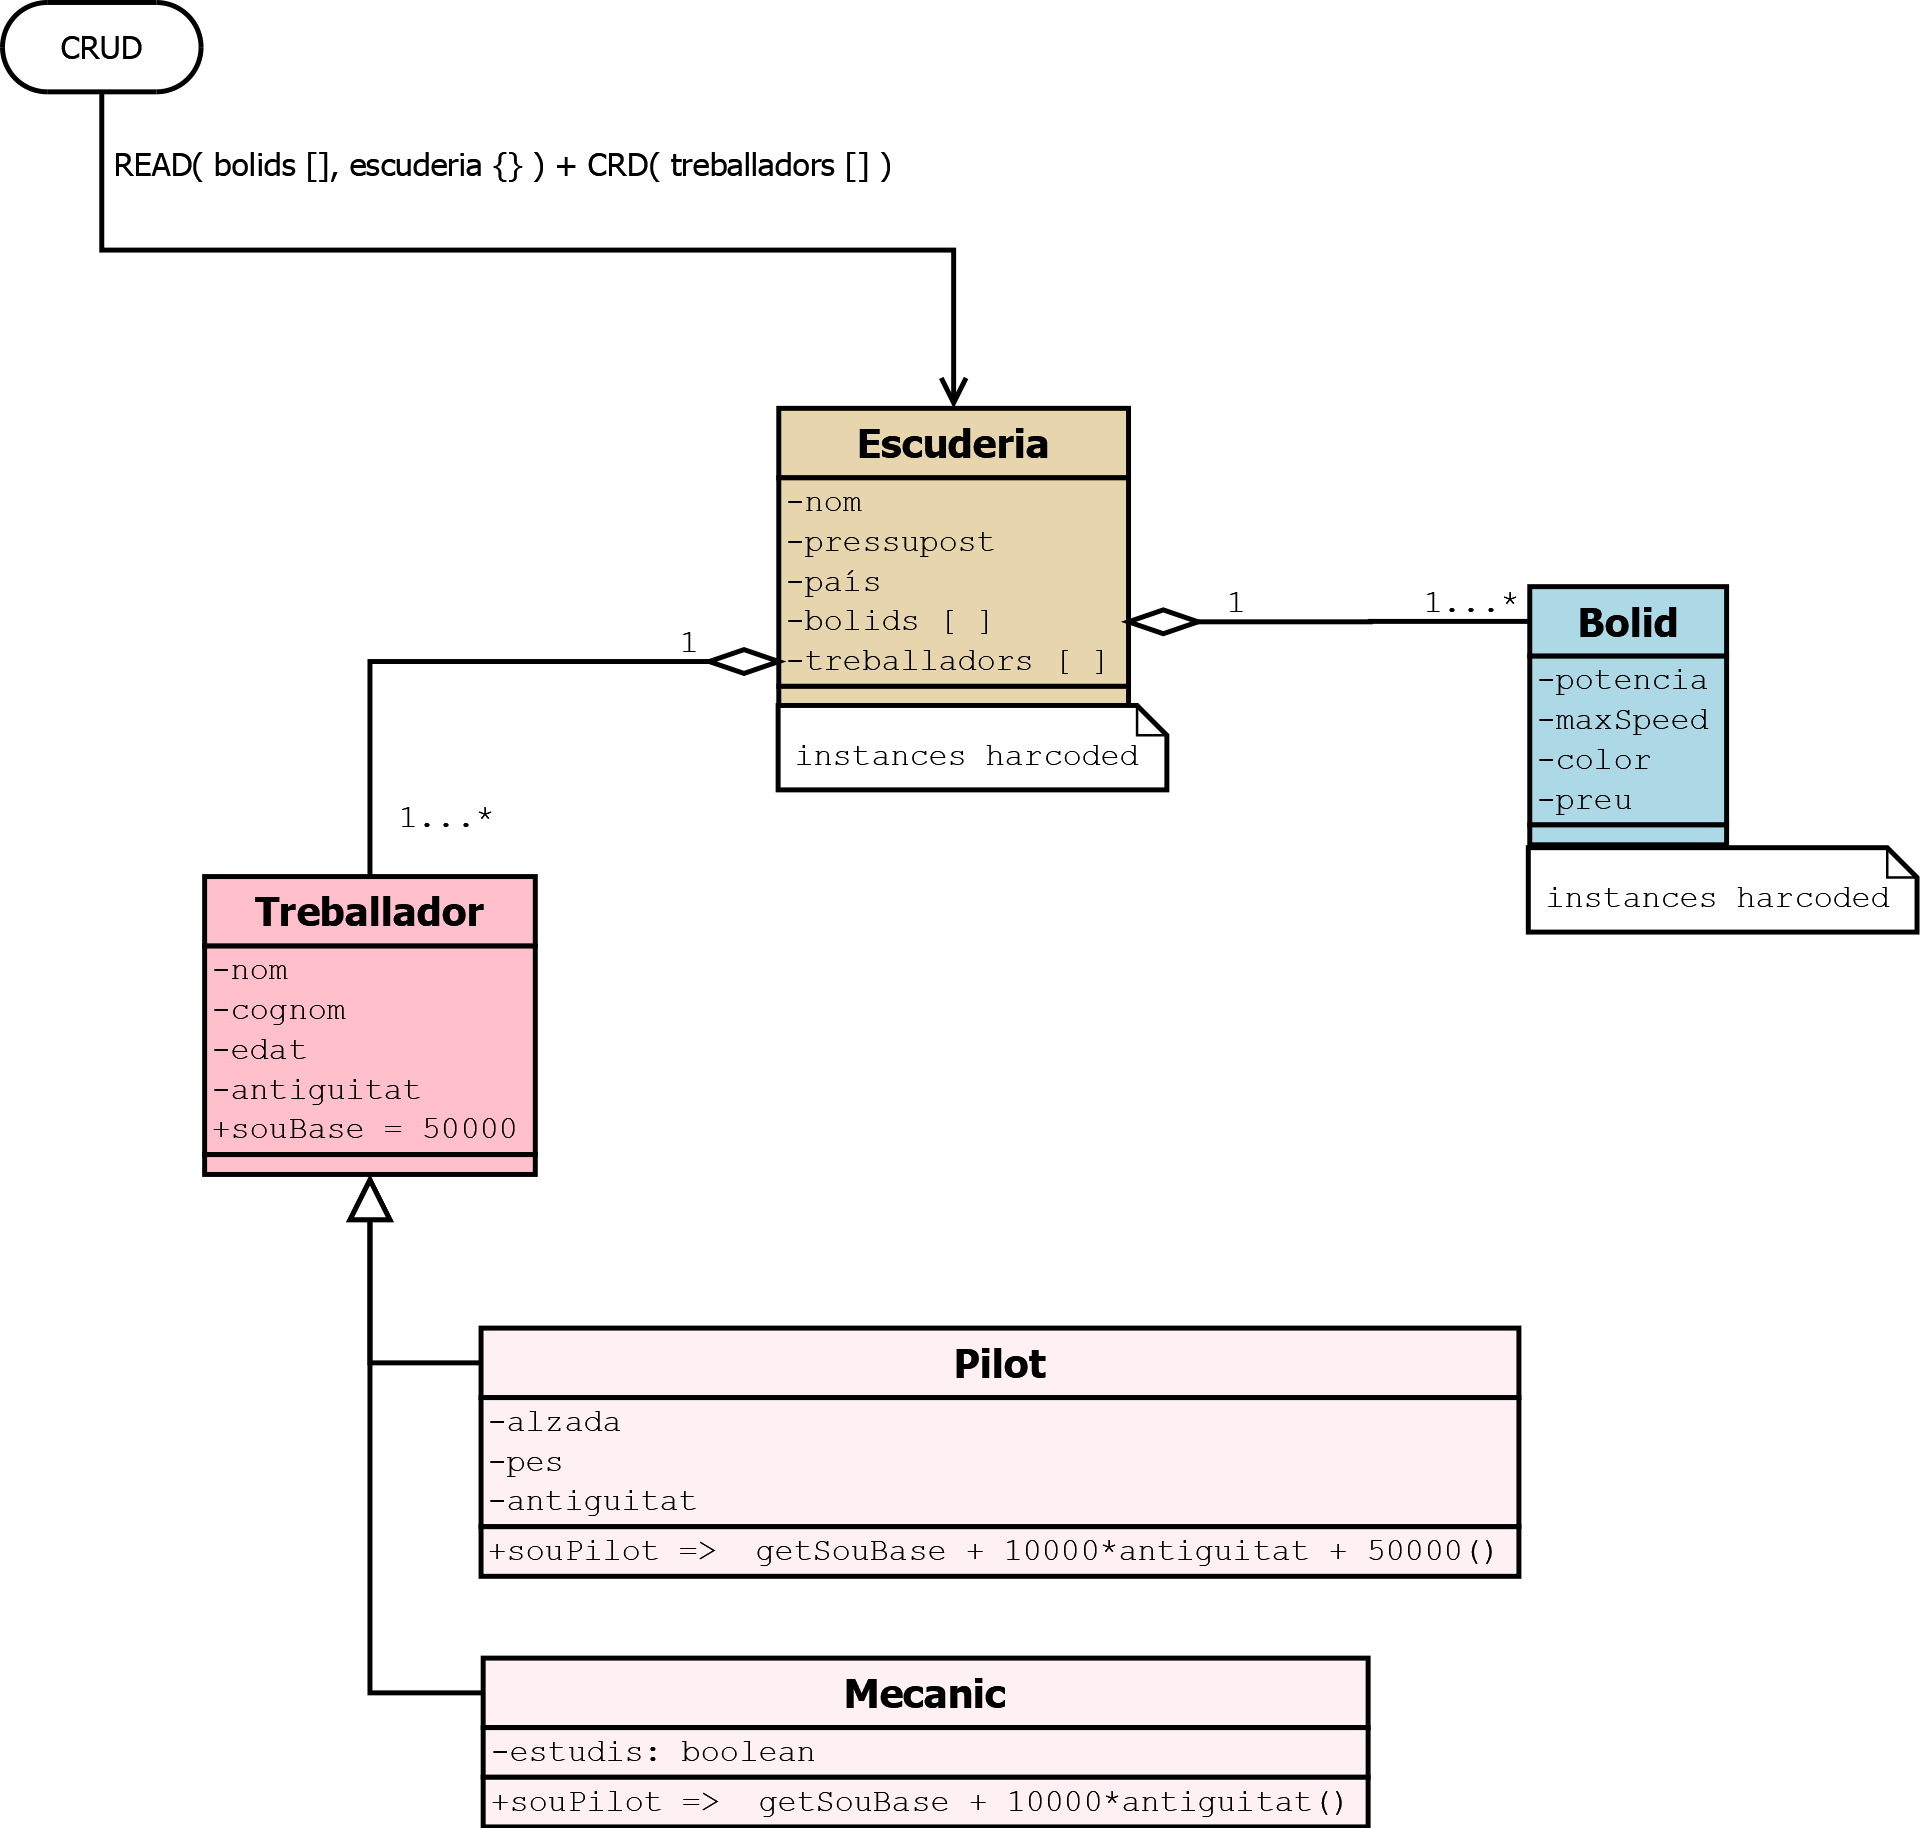 CRUD
READ( bolids [], escuderia {} ) + CRD( treballadors [] )
Escuderia
-nom
-pressupost
-país
-bolids [ ]
-treballadors [ ]
instances harcoded
1
1...*
Bolid
-potencia
-maxSpeed
-color
-preu
instances harcoded
1
1...*
Treballador
-nom
-cognom
-edat
-antiguitat
+souBase = 50000
Pilot
-alzada
-pes
-antiguitat
+souPilot =>  getSouBase + 10000*antiguitat + 50000()
Mecanic
-estudis: boolean
+souPilot =>  getSouBase + 10000*antiguitat()